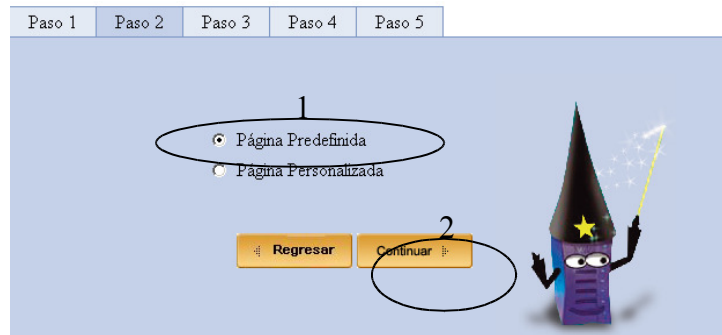 Paso 1 Paso 2 Paso 3 Paso 4 Paso 5
1
Página Predefinida
Página Personalizada
2
Regresar Continuar